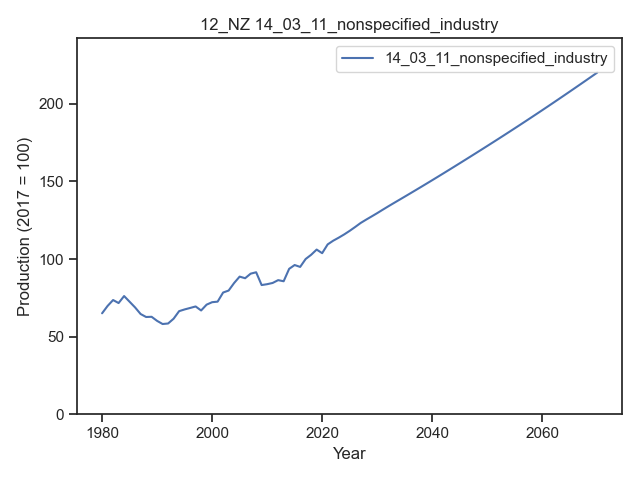 12_NZ 14_03_11_nonspecified_industry
14_03_11_nonspecified_industry
Production (2017 = 100)
200
150
100
50
0
1980 2000 2020 2040 2060
Year